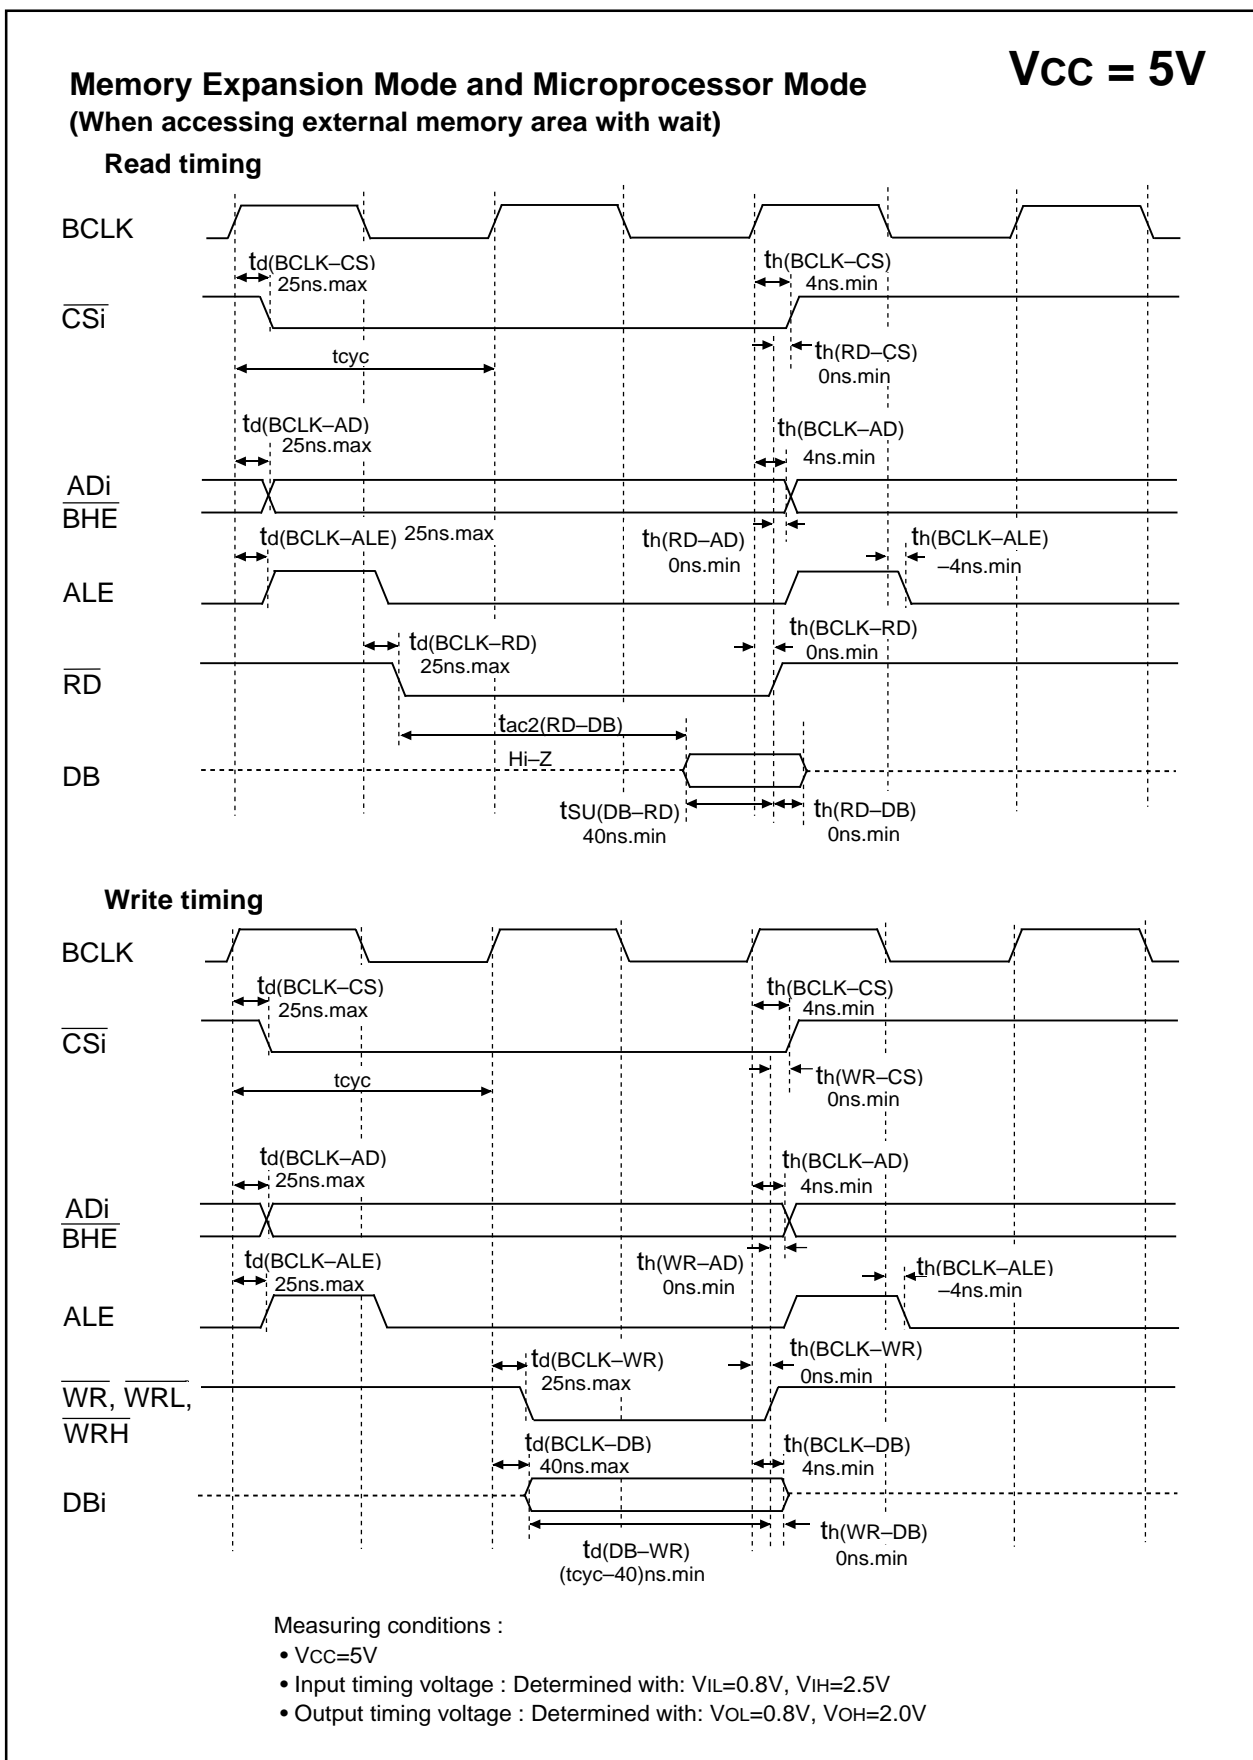 VCC = 5V
Memory Expansion Mode and Microprocessor Mode
(When accessing external memory area with wait)
Read timing
BCLK
td(BCLK–CS)
25ns.max
th(BCLK–CS)
4ns.min
CSi
tcyc
th(RD–CS)
0ns.min
td(BCLK–AD)
25ns.max
th(BCLK–AD)
4ns.min
ADi
BHE
td(BCLK–ALE) 25ns.max
th(RD–AD)
0ns.min
th(BCLK–ALE)
–4ns.min
ALE
td(BCLK–RD)
25ns.max
th(BCLK–RD)
0ns.min
RD
tac2(RD–DB)
Hi–Z
DB
tSU(DB–RD)
40ns.min
th(RD–DB)
0ns.min
Write timing
BCLK
td(BCLK–CS)
25ns.max
th(BCLK–CS)
4ns.min
CSi
tcyc
th(WR–CS)
0ns.min
td(BCLK–AD)
25ns.max
th(BCLK–AD)
4ns.min
ADi
BHE
td(BCLK–ALE)
25ns.max
th(WR–AD)
0ns.min
th(BCLK–ALE)
–4ns.min
ALE
td(BCLK–WR)
25ns.max
th(BCLK–WR)
0ns.min
WR, WRL,
WRH
td(BCLK–DB)
40ns.max
th(BCLK–DB)
4ns.min
DBi
td(DB–WR)
(tcyc–40)ns.min
th(WR–DB)
0ns.min
Measuring conditions :
• VCC=5V
• Input timing voltage : Determined with: VIL=0.8V, VIH=2.5V
• Output timing voltage : Determined with: VOL=0.8V, VOH=2.0V